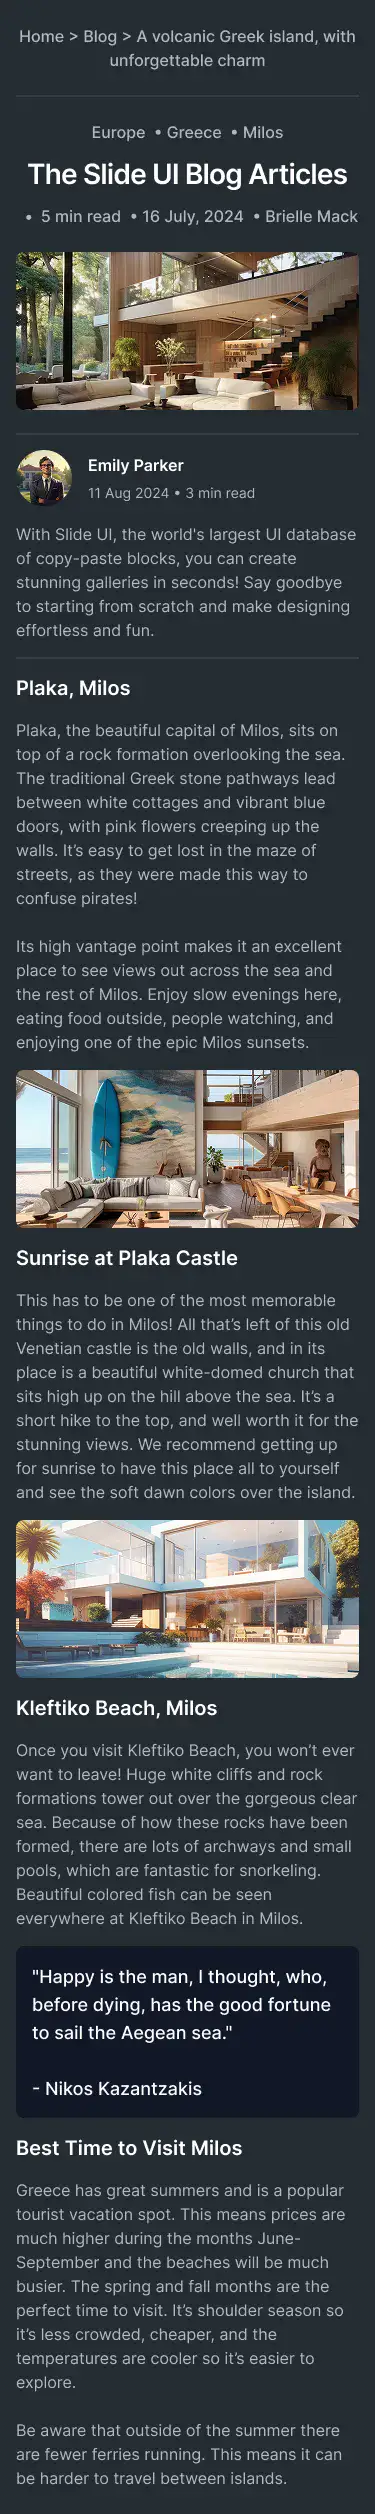 Home > Blog > A volcanic Greek island, with
unforgettable charm
Europe • Greece • Milos
The Slide UI Blog Articles
• 5 min read • 16 July, 2024 • Brielle Mack
Emily Parker
11 Aug 2024 • 3 min read
With Slide UI, the world's largest UI database
of copy-paste blocks, you can create
stunning galleries in seconds! Say goodbye
to starting from scratch and make designing
effortless and fun.
Plaka, Milos
Plaka, the beautiful capital of Milos, sits on
top of a rock formation overlooking the sea.
The traditional Greek stone pathways lead
between white cottages and vibrant blue
doors, with pink flowers creeping up the
walls. It’s easy to get lost in the maze of
streets, as they were made this way to
confuse pirates!
Its high vantage point makes it an excellent
place to see views out across the sea and
the rest of Milos. Enjoy slow evenings here,
eating food outside, people watching, and
enjoying one of the epic Milos sunsets.
Sunrise at Plaka Castle
This has to be one of the most memorable
things to do in Milos! All that’s left of this old
Venetian castle is the old walls, and in its
place is a beautiful white-domed church that
sits high up on the hill above the sea. It’s a
short hike to the top, and well worth it for the
stunning views. We recommend getting up
for sunrise to have this place all to yourself
and see the soft dawn colors over the island.
Kleftiko Beach, Milos
Once you visit Kleftiko Beach, you won’t ever
want to leave! Huge white cliffs and rock
formations tower out over the gorgeous clear
sea. Because of how these rocks have been
formed, there are lots of archways and small
pools, which are fantastic for snorkeling.
Beautiful colored fish can be seen
everywhere at Kleftiko Beach in Milos.
"Happy is the man, I thought, who,
before dying, has the good fortune
to sail the Aegean sea."
- Nikos Kazantzakis
Best Time to Visit Milos
Greece has great summers and is a popular
tourist vacation spot. This means prices are
much higher during the months June-
September and the beaches will be much
busier. The spring and fall months are the
perfect time to visit. It’s shoulder season so
it’s less crowded, cheaper, and the
temperatures are cooler so it’s easier to
explore.
Be aware that outside of the summer there
are fewer ferries running. This means it can
be harder to travel between islands.